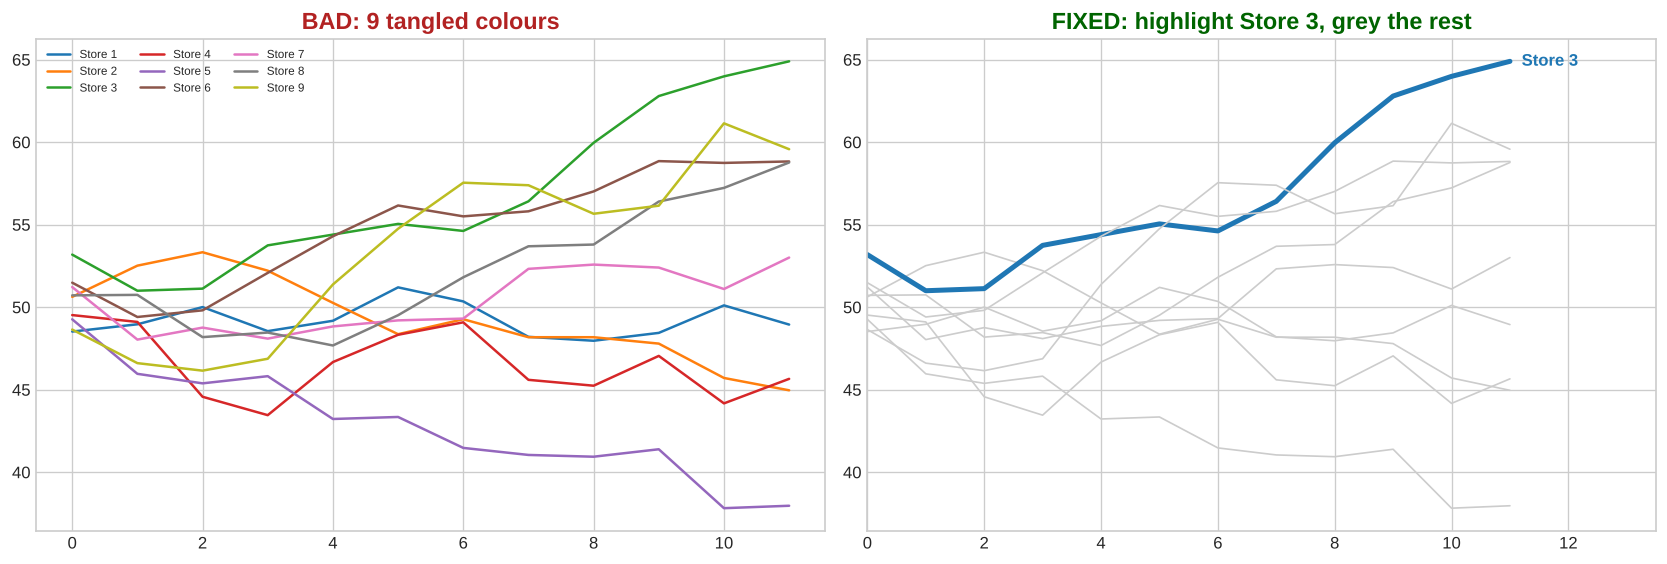 BAD: 9 tangled colours
Store 1 Store 4 Store 7
Store 2 Store 5 Store 8
Store 3 Store 6 Store 9
65
60
55
50
45
40
0 2 4 6 8 10
FIXED: highlight Store 3, grey the rest
Store 3
65
60
55
50
45
40
0 2 4 6 8 10 12